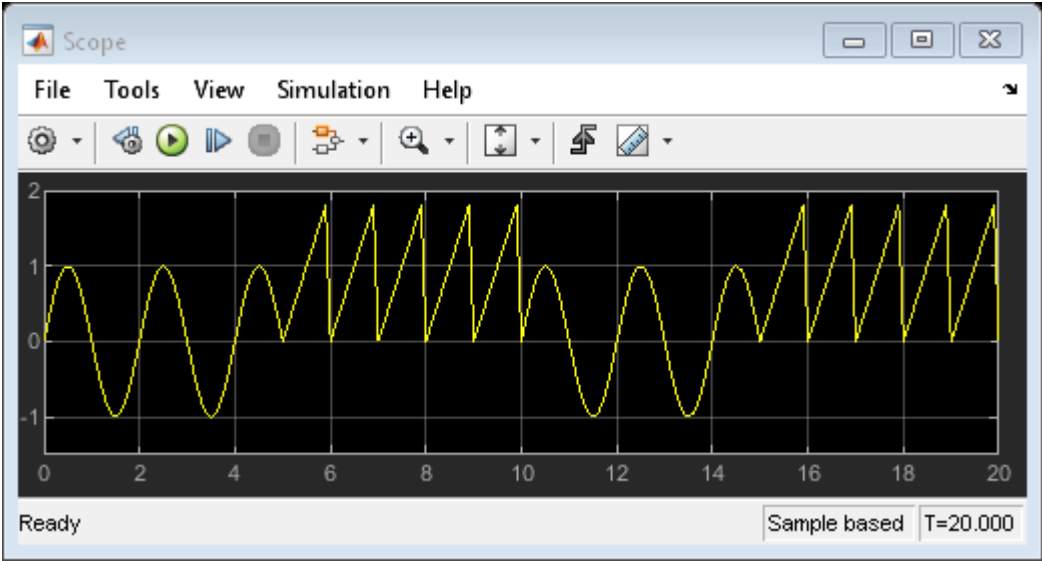 Scope
File Tools View Simulation Help
2
1
0
-1
0 2 4 6 8 10 12 14 16 18 20
Ready Sample based T=20.000